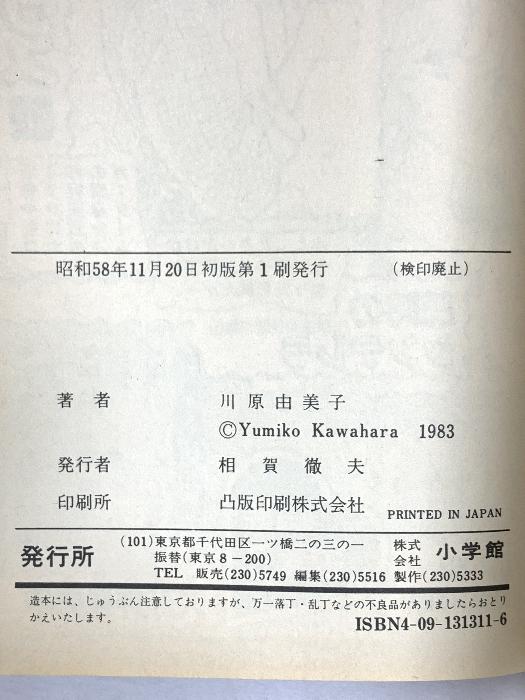 昭和58年11月20日初版第1刷発行 (検印廃止)
著者 川原由美子
©Yumiko Kawahara 1983
発行者 相賀徹夫
印刷所 凸版印刷株式会社 PRINTED IN JAPAN
発行所 (101)東京都千代田区一ツ橋二の三の一 株式会社 小学館
振替(東京8-200)
TEL 販売(230)5749 編集(230)5516 製作(230)5333
造本には、じゅうぶん注意しておりますが、万一落丁・乱丁などの不良品がありましたらおとり
かえいたします。 ISBN4-09-131311-6